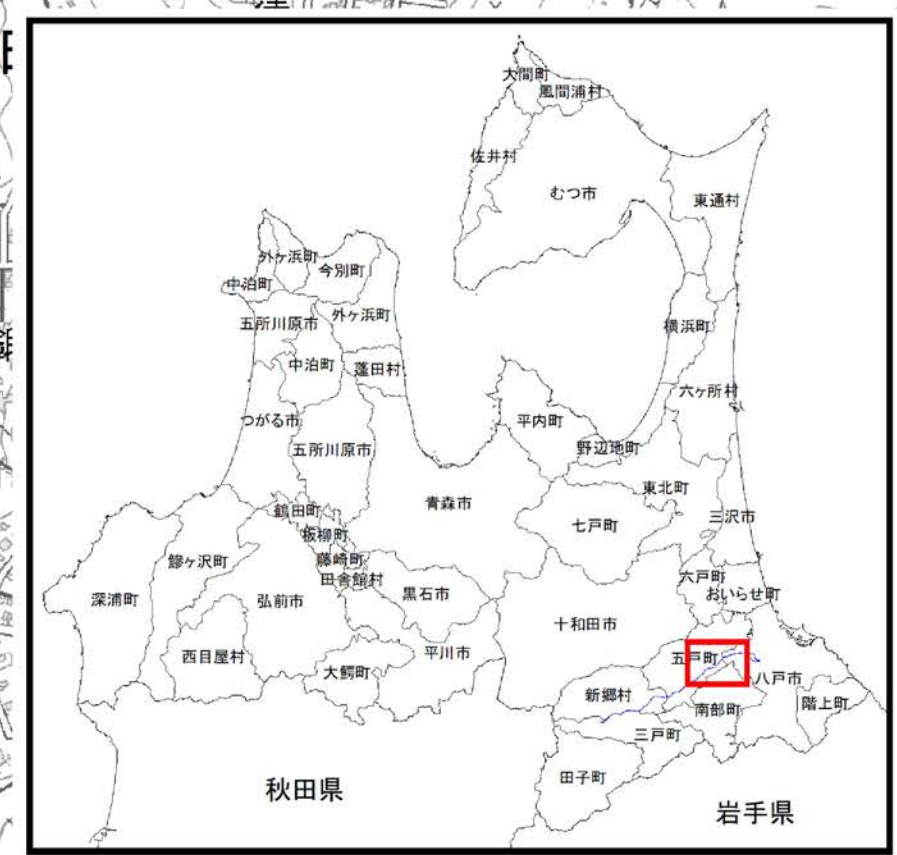 大間町
風間浦村
佐井村
むつ市
東通村
外ヶ浜町
今別町
中泊町
外ヶ浜町
五所川原市
横浜町
中泊町
蓬田村
六ヶ所村
つがる市
平内町
五所川原市
野辺地町
東北町
青森市
鶴田町
三沢市
七戸町
板柳町
藤崎町
鰺ヶ沢町
田舎館村
六戸町
おいらせ町
深浦町
弘前市
黒石市
十和田市
西目屋村
平川市
五戸町
大鰐町
八戸市
新郷村
南部町
階上町
三戸町
田子町
秋田県
岩手県